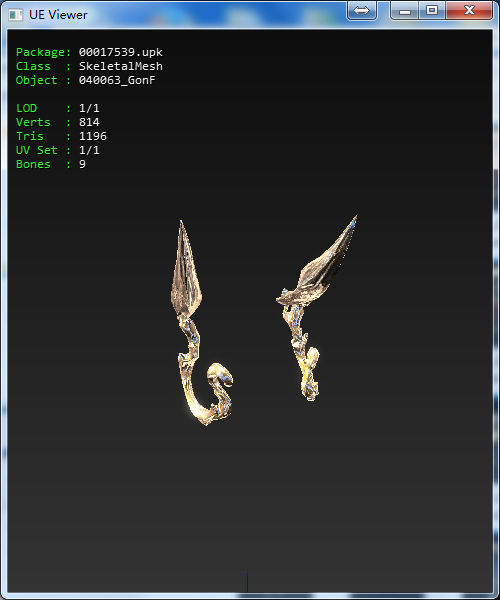 UE Viewer
Package: 00017539.upk
Class : SkeletalMesh
Object : 040063_GonF
LOD : 1/1
Verts : 814
Tris : 1196
UV Set : 1/1
Bones : 9